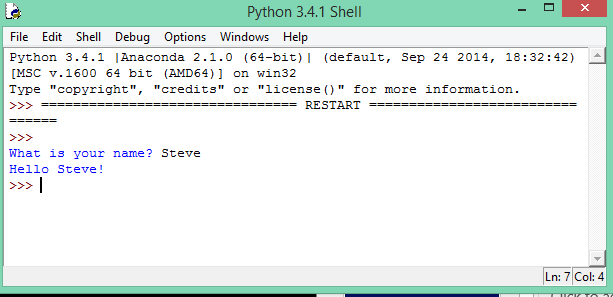 Python 3.4.1 Shell
File Edit Shell Debug Options Windows Help
Python 3.4.1 |Anaconda 2.1.0 (64-bit)| (default, Sep 24 2014, 18:32:42)
[MSC v.1600 64 bit (AMD64)] on win32
Type "copyright", "credits" or "license()" for more information.
>>> ================================ RESTART ==========================
======
>>>
What is your name? Steve
Hello Steve!
>>>
Ln: 7 Col: 4